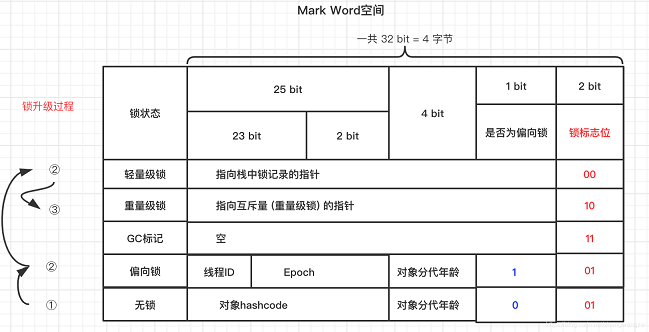 Mark Word空间
一共 32 bit = 4 字节
锁升级过程
锁状态
25 bit
4 bit
1 bit
2 bit
23 bit
2 bit
是否为偏向锁
锁标志位
②
轻量级锁
指向栈中锁记录的指针
00
③
重量级锁
指向互斥量 (重量级锁) 的指针
10
GC标记
空
11
②
偏向锁
线程ID
Epoch
对象分代年龄
1
01
①
无锁
对象hashcode
对象分代年龄
0
01